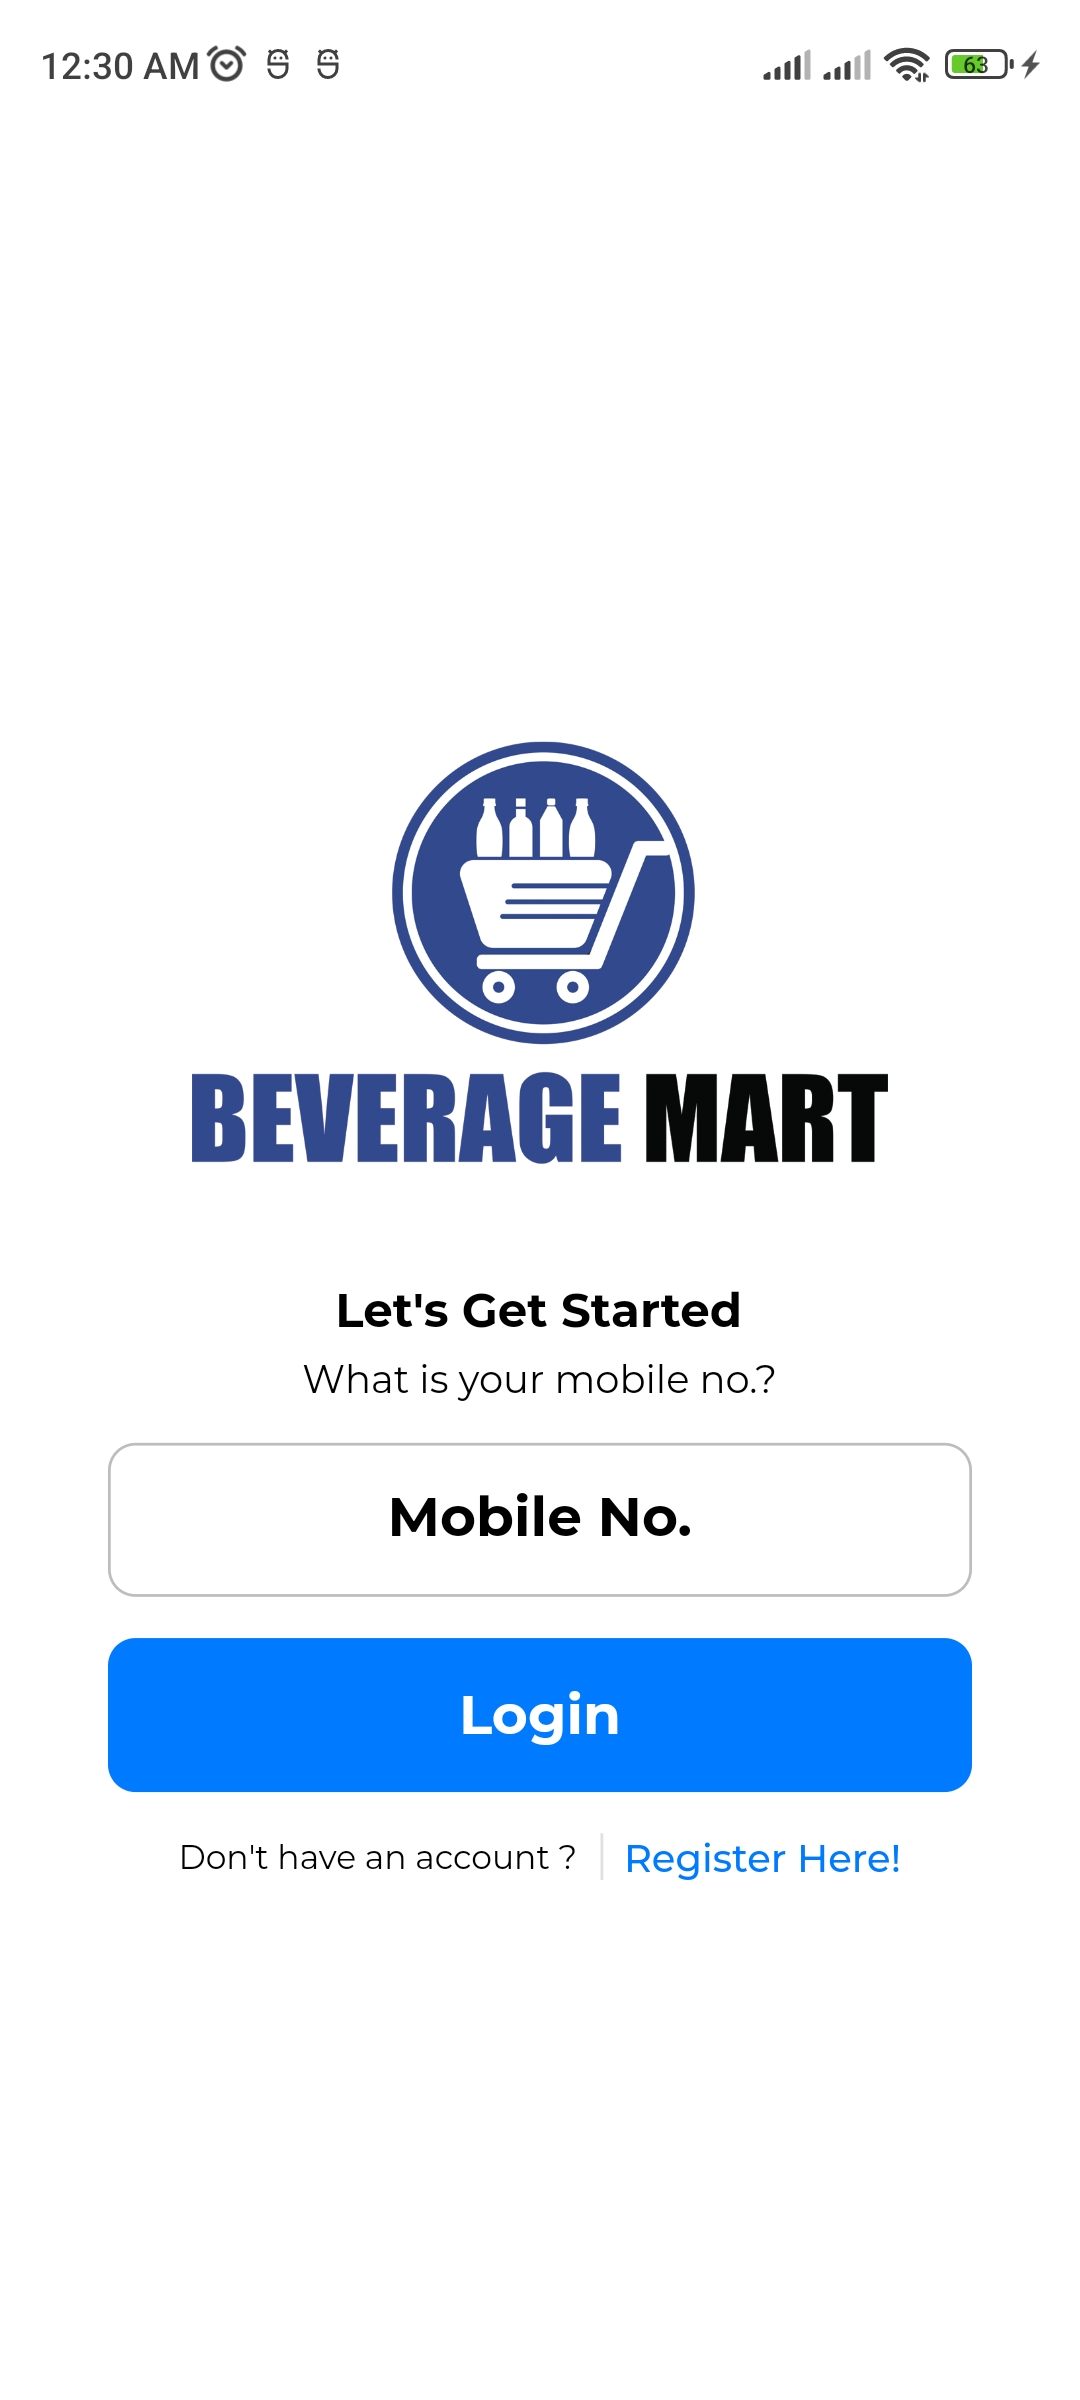 12:30 AM
63
BEVERAGE MART
Let's Get Started
What is your mobile no.?
Mobile No.
Login
Don't have an account ? Register Here!